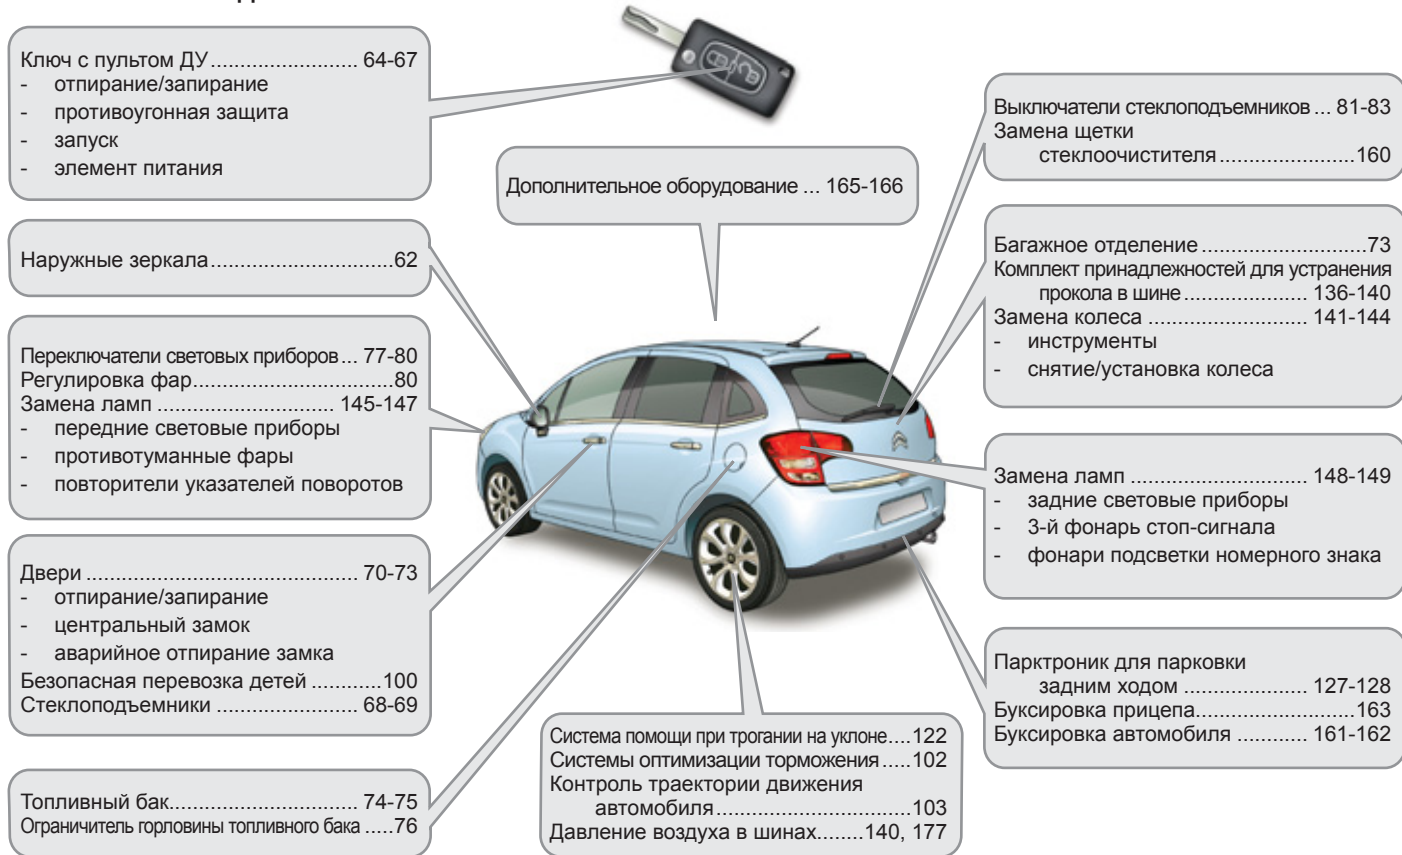 Ключ с пультом ДУ......................... 64-67
- отпирание/запирание
- противоугонная защита
- запуск
- элемент питания
Наружные зеркала...............................62
Переключатели световых приборов... 77-80
Регулировка фар..................................80
Замена ламп .............................. 145-147
- передние световые приборы
- противотуманные фары
- повторители указателей поворотов
Двери .............................................. 70-73
- отпирание/запирание
- центральный замок
- аварийное отпирание замка
Безопасная перевозка детей ............100
Стеклоподъемники ........................ 68-69
Топливный бак................................ 74-75
Ограничитель горловины топливного бака .....76
Дополнительное оборудование ... 165-166
Система помощи при трогании на уклоне....122
Системы оптимизации торможения .....102
Контроль траектории движения
автомобиля......................................103
Давление воздуха в шинах........140, 177
Выключатели стеклоподъемников ... 81-83
Замена щетки
стеклоочистителя.......................160
Багажное отделение ............................73
Комплект принадлежностей для устранения
прокола в шине ..................... 136-140
Замена колеса ........................... 141-144
- инструменты
- снятие/установка колеса
Замена ламп .............................. 148-149
- задние световые приборы
- 3-й фонарь стоп-сигнала
- фонари подсветки номерного знака
Парктроник для парковки
задним ходом ...................... 127-128
Буксировка прицепа...........................163
Буксировка автомобиля ............ 161-162